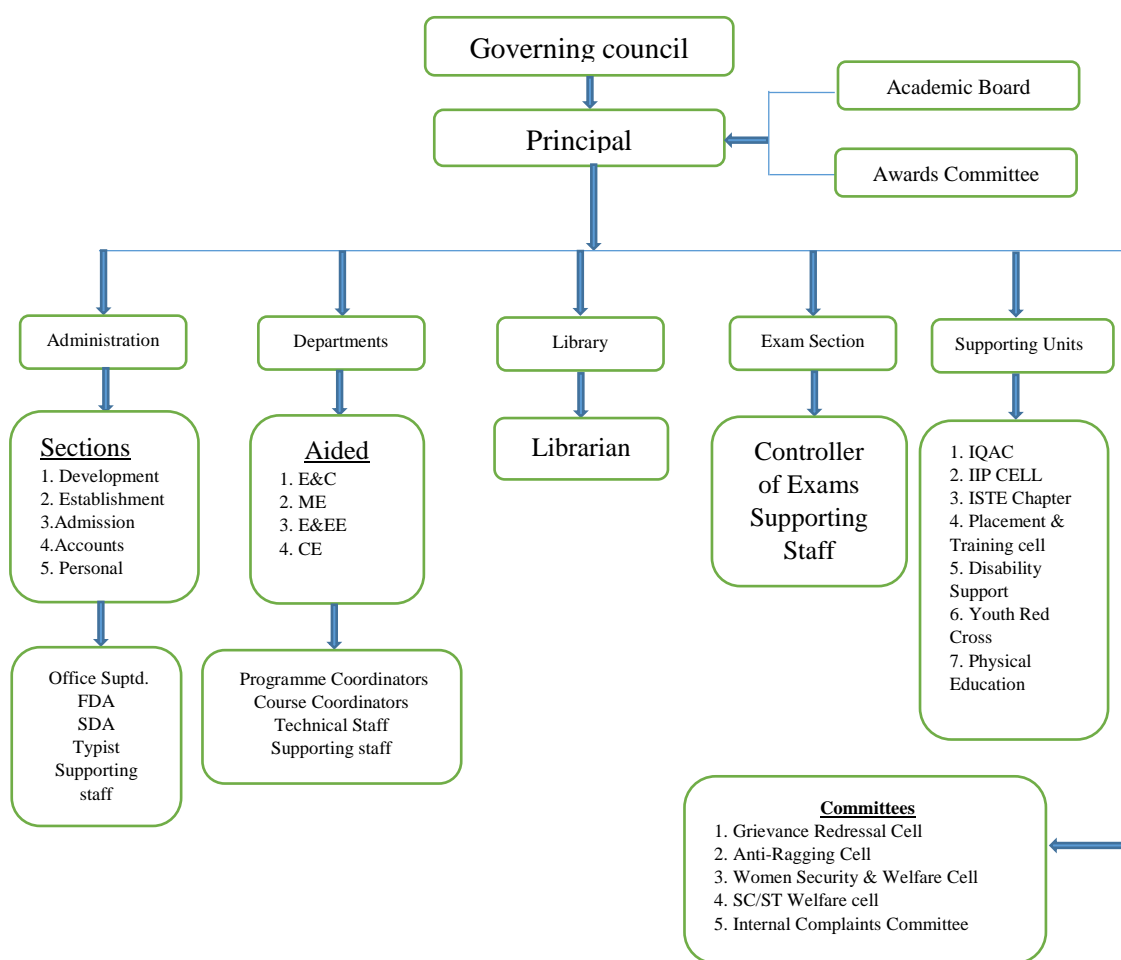 Governing council
Academic Board
Principal
Awards Committee
Administration
Departments
Library
Exam Section
Supporting Units
Sections
1. Development
2. Establishment
3.Admission
4.Accounts
5. Personal
Aided
1. E&C
2. ME
3. E&EE
4. CE
Librarian
Controller
of Exams
Supporting
Staff
1. IQAC
2. IIP CELL
3. ISTE Chapter
4. Placement &
Training cell
5. Disability
Support
6. Youth Red
Cross
7. Physical
Education
Office Suptd.
FDA
SDA
Typist
Supporting
staff
Programme Coordinators
Course Coordinators
Technical Staff
Supporting staff
Committees
1. Grievance Redressal Cell
2. Anti-Ragging Cell
3. Women Security & Welfare Cell
4. SC/ST Welfare cell
5. Internal Complaints Committee